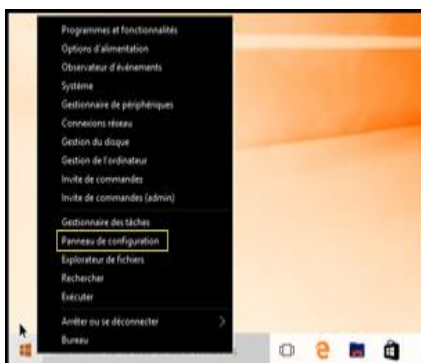 Programmes et fonctionnalités
Options d'alimentation
Observateur d'événements
Système
Gestionnaire de périphériques
Connexions réseau
Gestion du disque
Gestion de l'ordinateur
Invite de commandes
Invite de commandes (admin)
Gestionnaire des tâches
Panneau de configuration
Explorateur de fichiers
Rechercher
Exécuter
Arrêter ou se déconnecter
Bureau